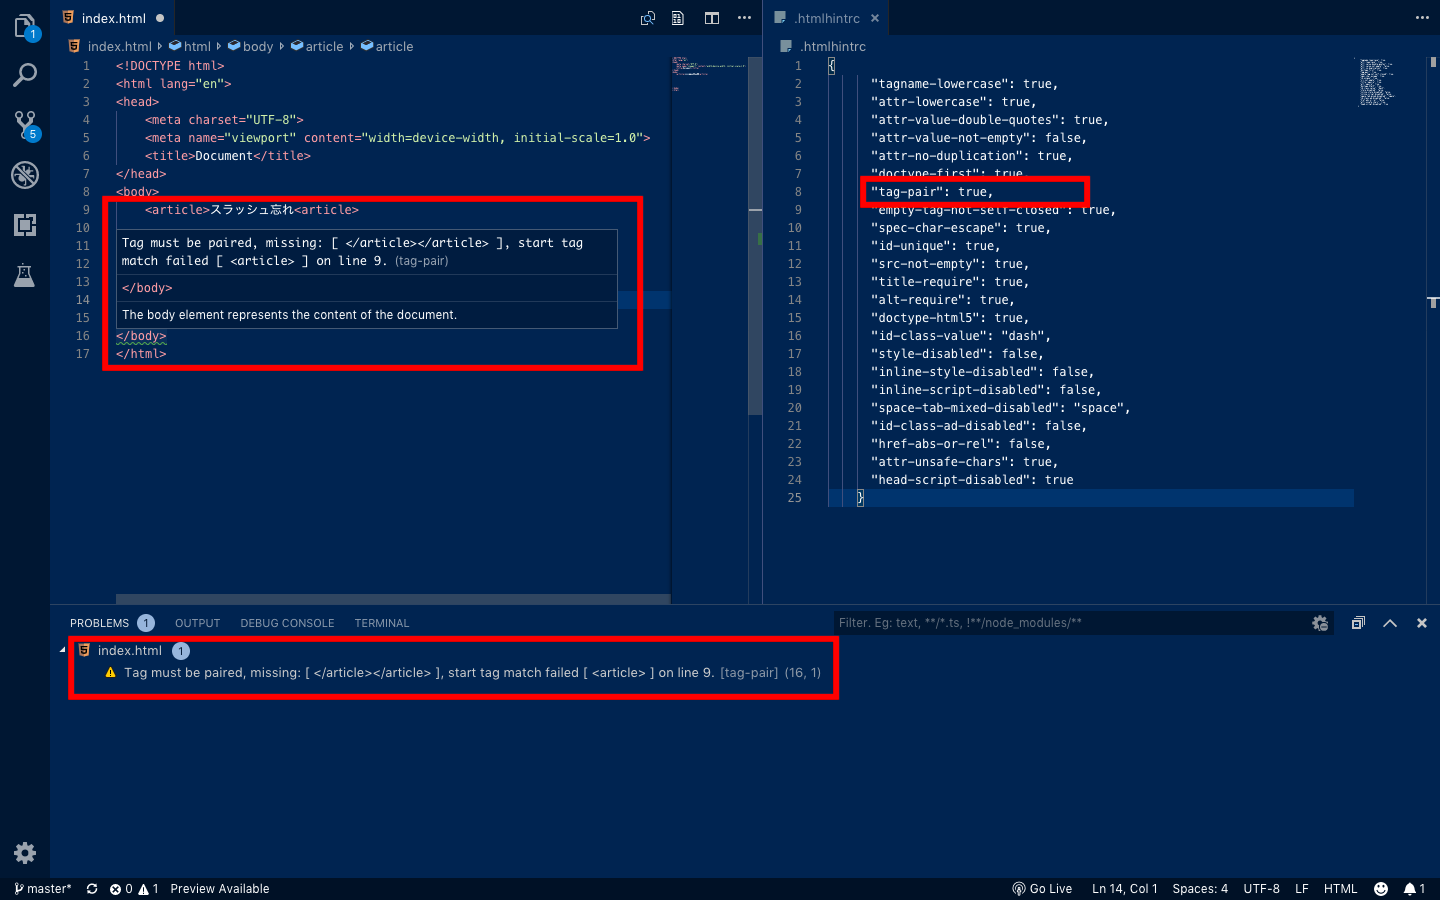 index.html
.htmlhintrc
1
5
index.html html body article article
1 <!DOCTYPE html>
2 <html lang="en">
3 <head>
4 <meta charset="UTF-8">
5 <meta name="viewport" content="width=device-width, initial-scale=1.0">
6 <title>Document</title>
7 </head>
8 <body>
9 <article>スラッシュ忘れ<article>
10
11
12
13
14
15
16 </body>
17 </html>
Tag must be paired, missing: [ </article></article> ], start tag
match failed [ <article> ] on line 9. (tag-pair)
</body>
The body element represents the content of the document.
.htmlhintrc
1 {
2 "tagname-lowercase": true,
3 "attr-lowercase": true,
4 "attr-value-double-quotes": true,
5 "attr-value-not-empty": false,
6 "attr-no-duplication": true,
7 "doctype-first": true,
8 "tag-pair": true,
9 "empty-tag-not-self-closed": true,
10 "spec-char-escape": true,
11 "id-unique": true,
12 "src-not-empty": true,
13 "title-require": true,
14 "alt-require": true,
15 "doctype-html5": true,
16 "id-class-value": "dash",
17 "style-disabled": false,
18 "inline-style-disabled": false,
19 "inline-script-disabled": false,
20 "space-tab-mixed-disabled": "space",
21 "id-class-ad-disabled": false,
22 "href-abs-or-rel": false,
23 "attr-unsafe-chars": true,
24 "head-script-disabled": true
25 }
PROBLEMS 1 OUTPUT DEBUG CONSOLE TERMINAL
Filter. Eg: text, **/*.ts, !**/node_modules/**
index.html 1
Tag must be paired, missing: [ </article></article> ], start tag match failed [ <article> ] on line 9. [tag-pair] (16, 1)
master* 0 1 Preview Available
Go Live Ln 14, Col 1 Spaces: 4 UTF-8 LF HTML 1